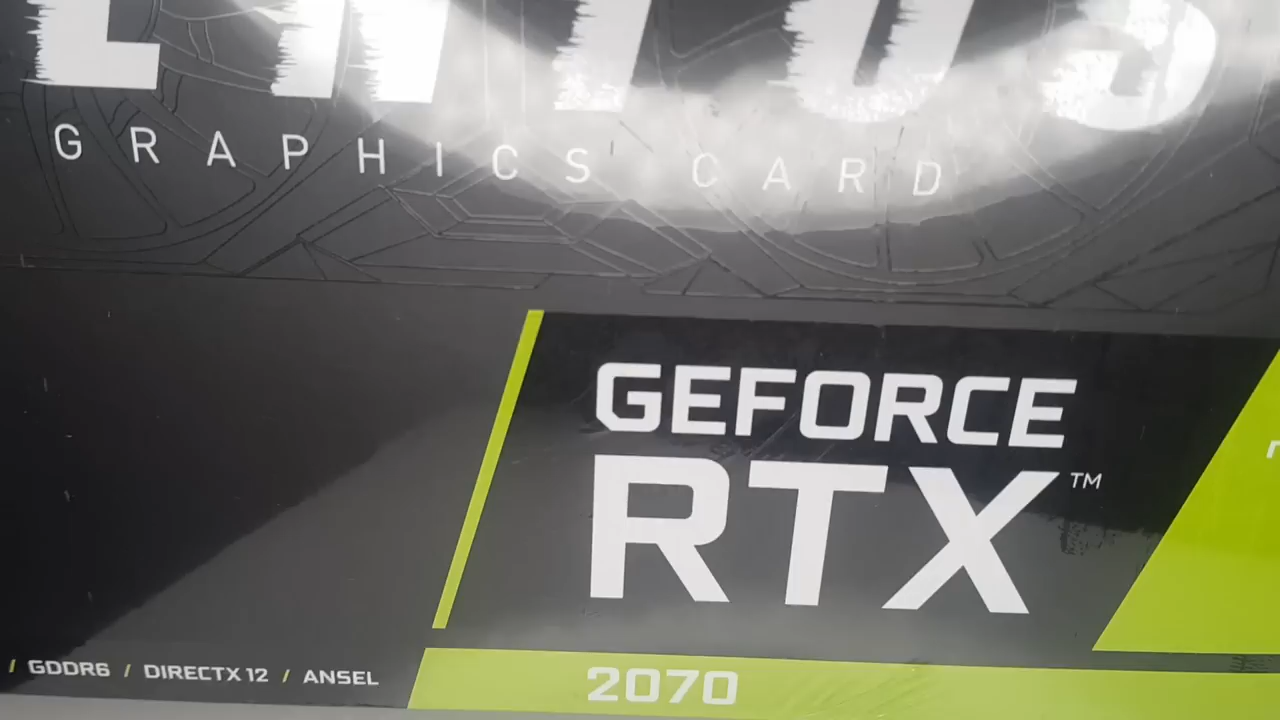 GRAPHICS CARD
GEFORCE
RTX™
/ GDDR6 / DIRECTX 12 / ANSEL
2070